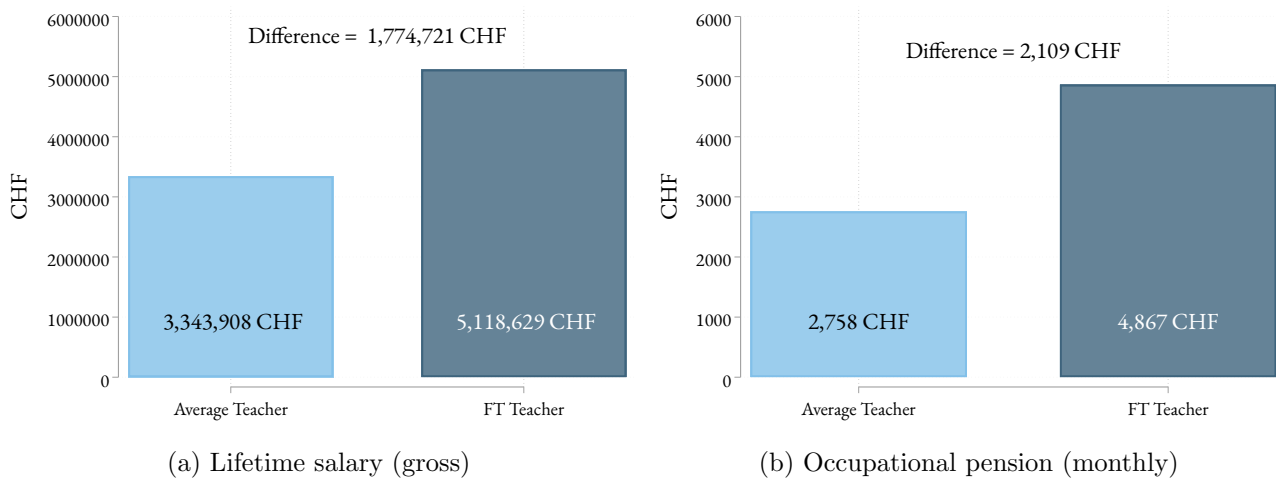 Difference = 1,774,721 CHF
CHF
6000000
5000000
4000000
3000000
2000000
1000000
0
3,343,908 CHF
5,118,629 CHF
Average Teacher
FT Teacher
(a) Lifetime salary (gross)
Difference = 2,109 CHF
CHF
6000
5000
4000
3000
2000
1000
0
2,758 CHF
4,867 CHF
Average Teacher
FT Teacher
(b) Occupational pension (monthly)